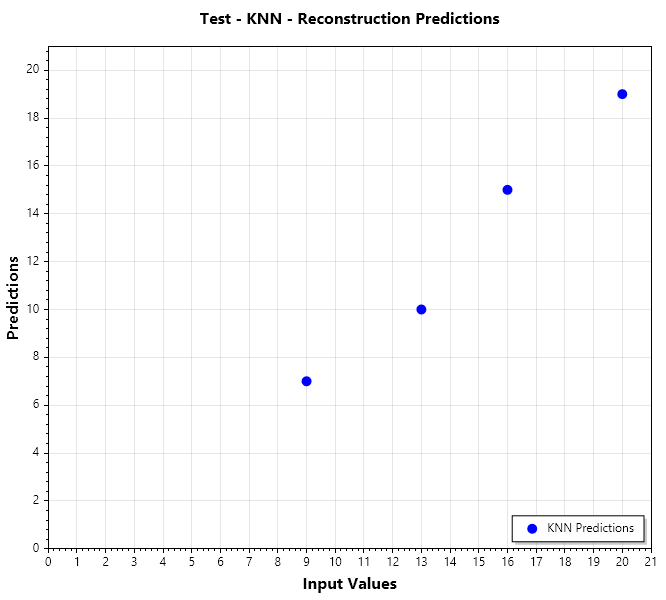 Test - KNN - Reconstruction Predictions
20
18
16
14
12
10
8
6
4
2
0
Predictions
KNN Predictions
0 1 2 3 4 5 6 7 8 9 10 11 12 13 14 15 16 17 18 19 20 21
Input Values